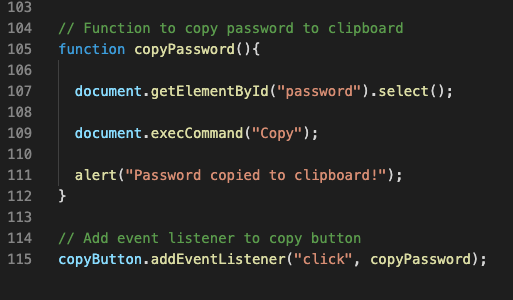 103
104 // Function to copy password to clipboard
105 function copyPassword(){
106
107 document.getElementById("password").select();
108
109 document.execCommand("Copy");
110
111 alert("Password copied to clipboard!");
112 }
113
114 // Add event listener to copy button
115 copyButton.addEventListener("click", copyPassword);